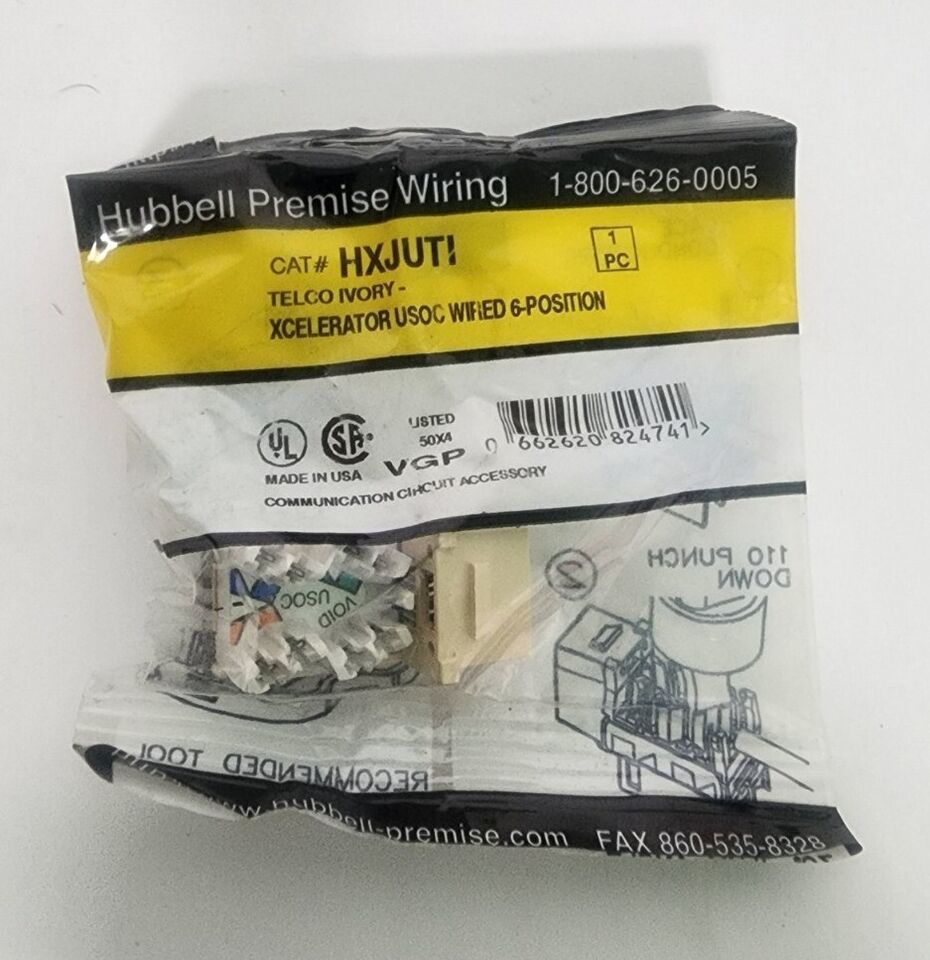 Hubbell Premise Wiring 1-800-626-0005
CAT# HXJUTI
1
PC
TELCO IVORY -
XCELERATOR USOC WIRED 6-POSITION
UL
SA
LISTED
50X4
MADE IN USA
VGP
0 662620 824741 >
COMMUNICATION CIRCUIT ACCESSORY
2
110 PUNCH
DOWN
VOID
USOC
RECOMMENDED TOOL
www.hubbell-premise.com FAX 860-535-8328